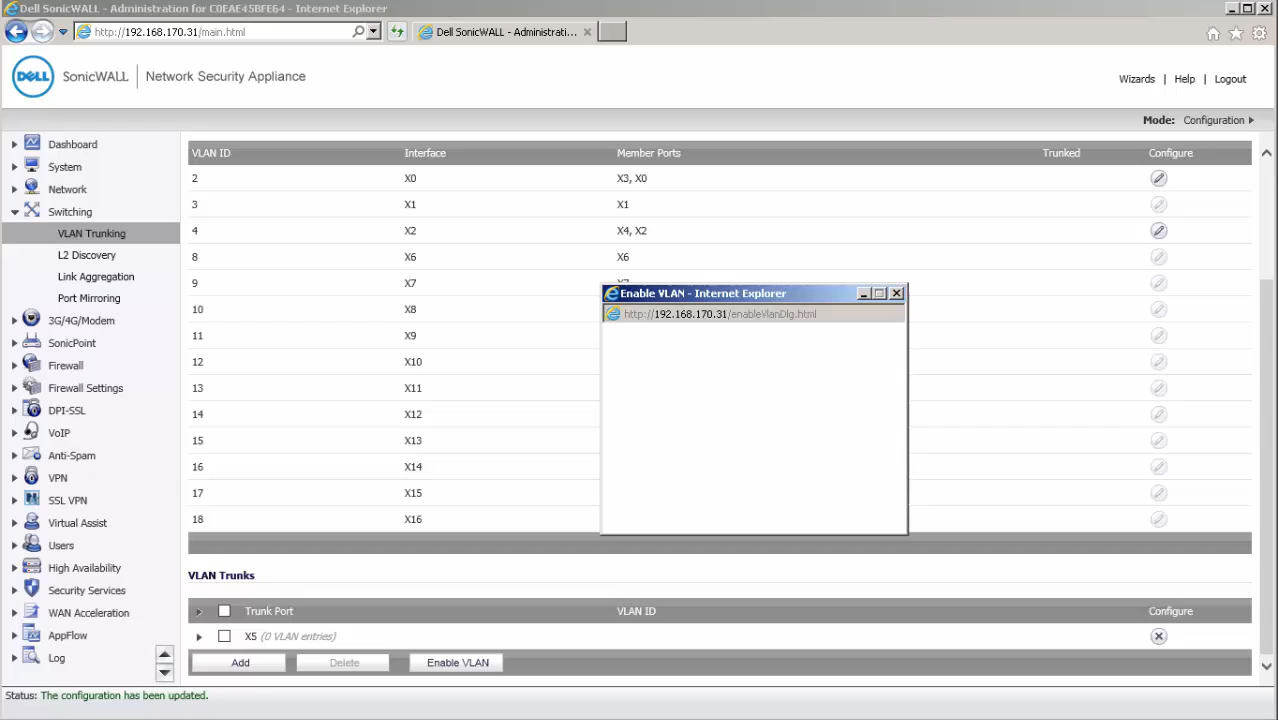 Dell SonicWALL - Administration for C0EAE45BFE64 - Internet Explorer
http://192.168.170.31/main.html
Dell SonicWALL - Administrati...
DELL SonicWALL | Network Security Appliance
Wizards | Help | Logout
Mode: Configuration
Dashboard
System
Network
Switching
VLAN Trunking
L2 Discovery
Link Aggregation
Port Mirroring
3G/4G/Modem
SonicPoint
Firewall
Firewall Settings
DPI-SSL
VoIP
Anti-Spam
VPN
SSL VPN
Virtual Assist
Users
High Availability
Security Services
WAN Acceleration
AppFlow
Log
VLAN ID Interface Member Ports Trunked Configure
2 X0 X3, X0
3 X1 X1
4 X2 X4, X2
8 X6 X6
9 X7
10 X8
11 X9
12 X10
13 X11
14 X12
15 X13
16 X14
17 X15
18 X16
Enable VLAN - Internet Explorer
http://192.168.170.31/enableVlanDlg.html
VLAN Trunks
Trunk Port VLAN ID Configure
X5 (0 VLAN entries)
Add Delete Enable VLAN
Status: The configuration has been updated.